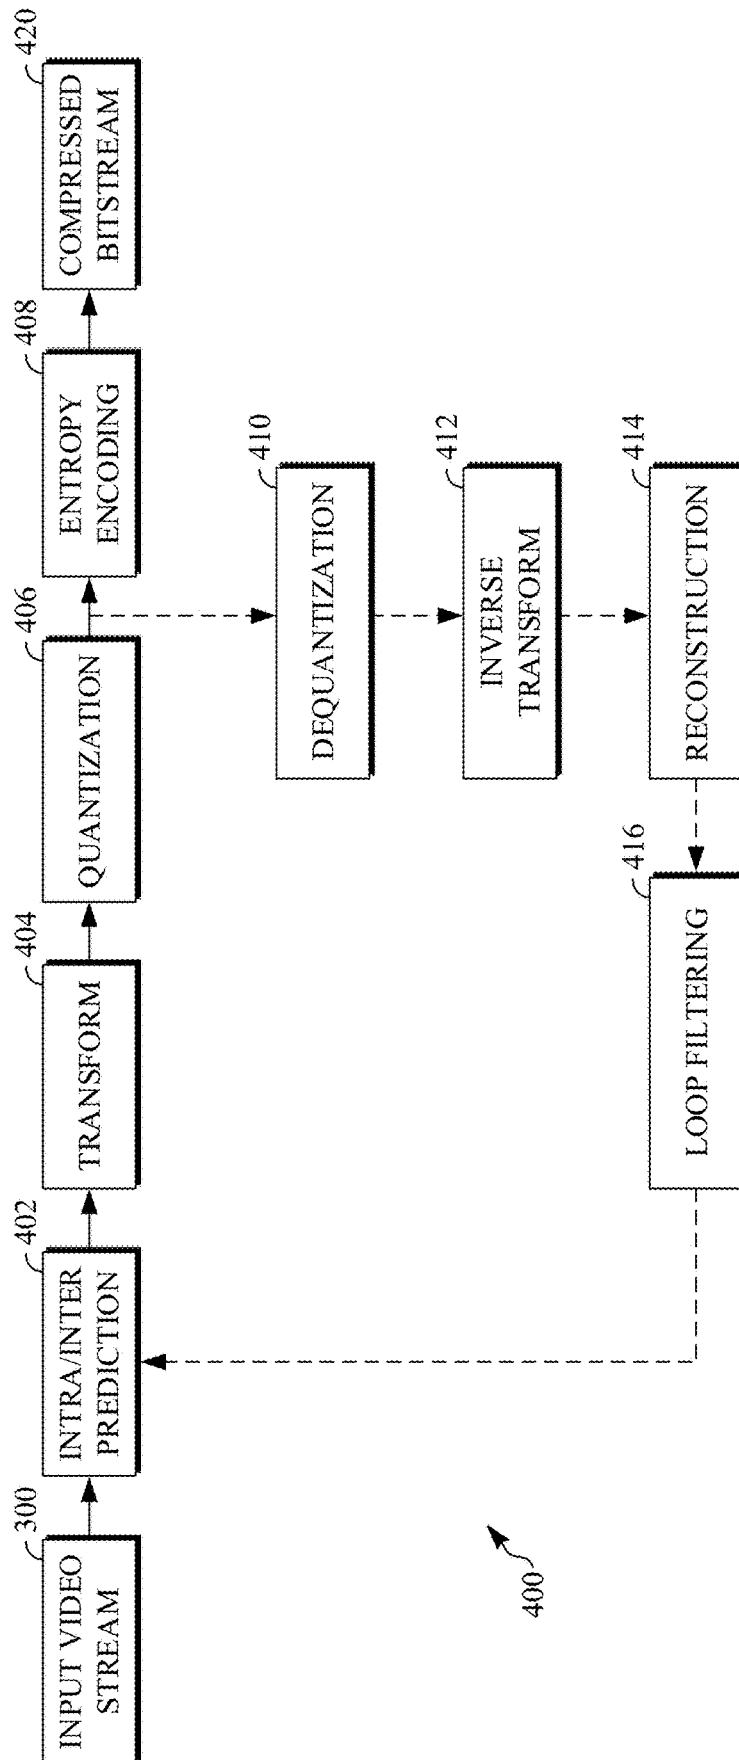 300
INPUT VIDEO
STREAM
402
INTRA/INTER
PREDICTION
404
TRANSFORM
406
QUANTIZATION
408
ENTROPY
ENCODING
420
COMPRESSED
BITSTREAM
410
DEQUANTIZATION
412
INVERSE
TRANSFORM
414
RECONSTRUCTION
416
LOOP FILTERING
400